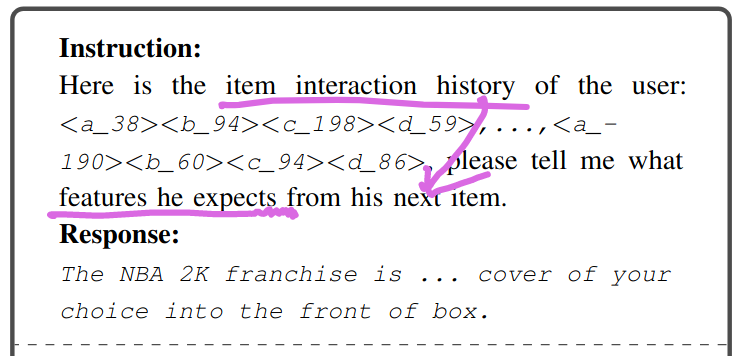 Instruction:
Here is the item interaction history of the user:
<a_38><b_94><c_198><d_59>,...,<a_-
190><b_60><c_94><d_86>, please tell me what
features he expects from his next item.
Response:
The NBA 2K franchise is ... cover of your
choice into the front of box.